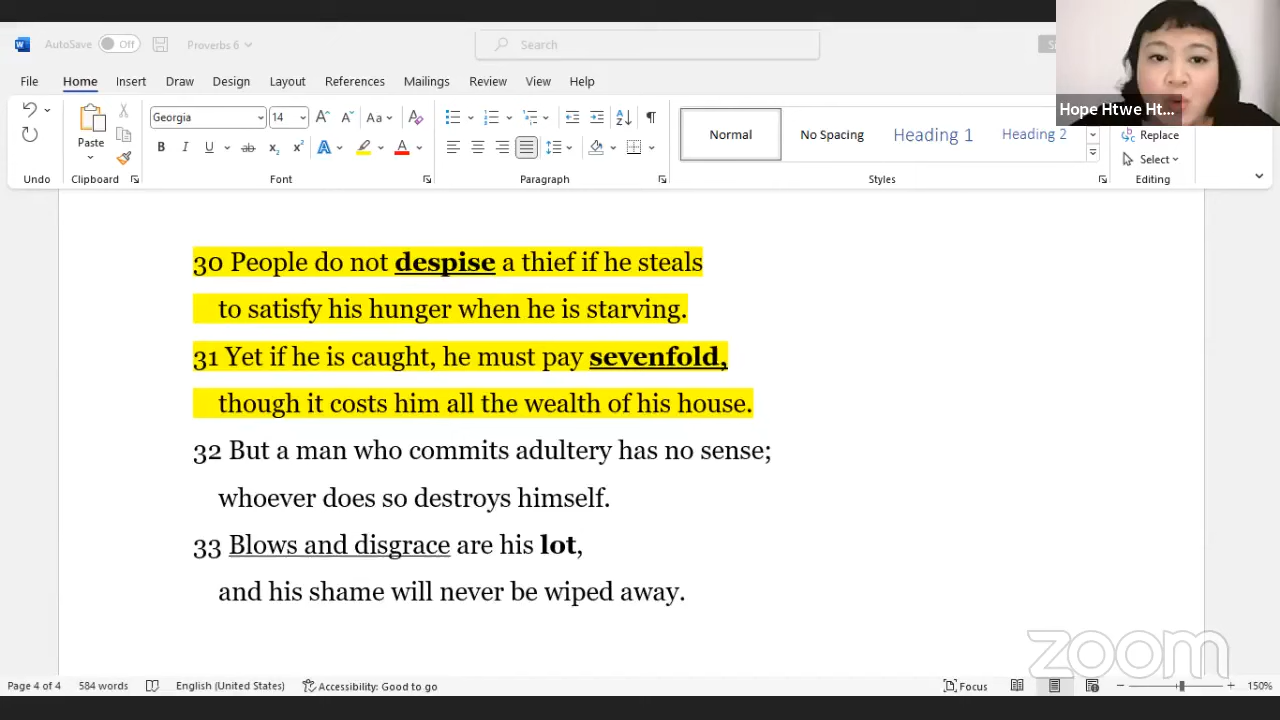 AutoSave Off Proverbs 6 Search
Hope Htwe Ht...
File Home Insert Draw Design Layout References Mailings Review View Help
Georgia 14 Aa
Paste
Normal No Spacing Heading 1 Heading 2
Replace
Select
Undo Clipboard Font Paragraph Styles Editing
30 People do not despise a thief if he steals
to satisfy his hunger when he is starving.
31 Yet if he is caught, he must pay sevenfold,
though it costs him all the wealth of his house.
32 But a man who commits adultery has no sense;
whoever does so destroys himself.
33 Blows and disgrace are his lot,
and his shame will never be wiped away.
zoom
Page 4 of 4 584 words English (United States) Accessibility: Good to go Focus 150%